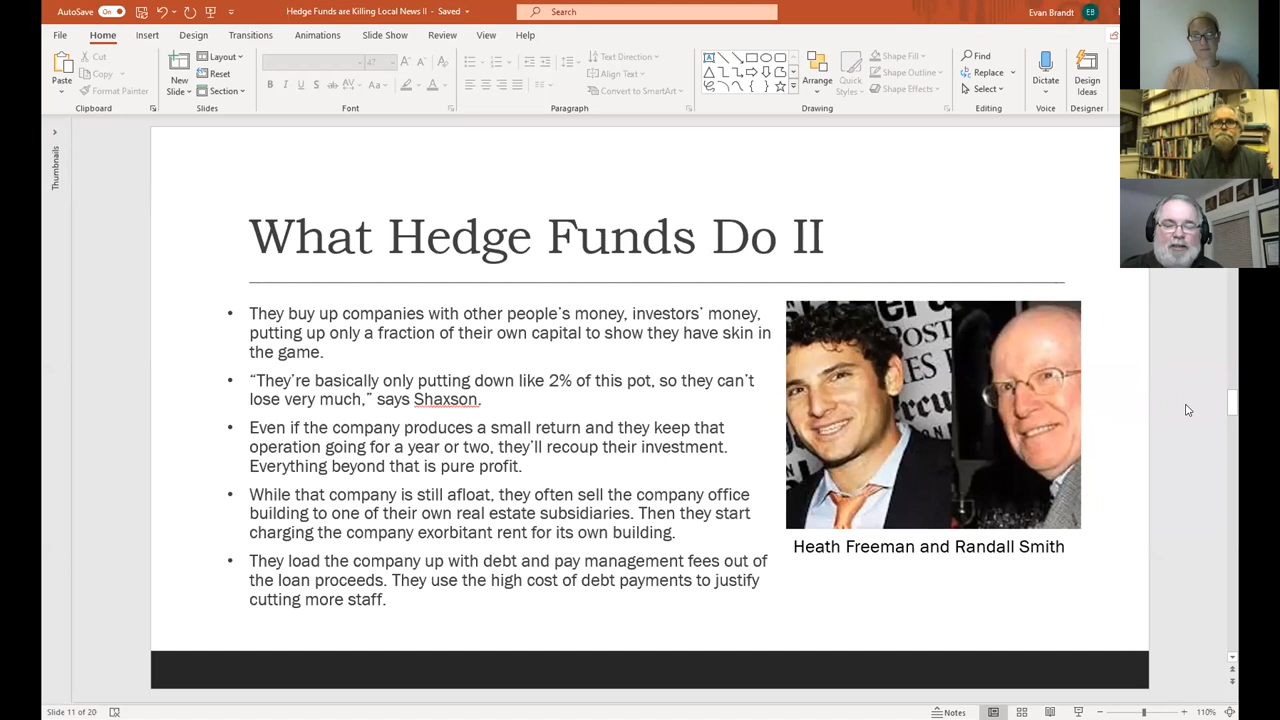 AutoSave On
Hedge Funds are Killing Local News II - Saved
Search
Evan Brandt EB
File Home Insert Design Transitions Animations Slide Show Review View Help
Paste
Cut
Copy
Format Painter
Clipboard
New Slide
Layout
Reset
Section
Slides
47
B I U S ab AV Aa A
Font
Paragraph
Text Direction
Align Text
Convert to SmartArt
Arrange
Quick Styles
Shape Fill
Shape Outline
Shape Effects
Drawing
Find
Replace
Select
Editing
Dictate
Voice
Design Ideas
Designer
Thumbnails
What Hedge Funds Do II
• They buy up companies with other people’s money, investors’ money,
putting up only a fraction of their own capital to show they have skin in
the game.
• “They’re basically only putting down like 2% of this pot, so they can’t
lose very much,” says Shaxson.
• Even if the company produces a small return and they keep that
operation going for a year or two, they’ll recoup their investment.
Everything beyond that is pure profit.
• While that company is still afloat, they often sell the company office
building to one of their own real estate subsidiaries. Then they start
charging the company exorbitant rent for its own building.
• They load the company up with debt and pay management fees out of
the loan proceeds. They use the high cost of debt payments to justify
cutting more staff.
POST
Heath Freeman and Randall Smith
Slide 11 of 20
Notes
110%